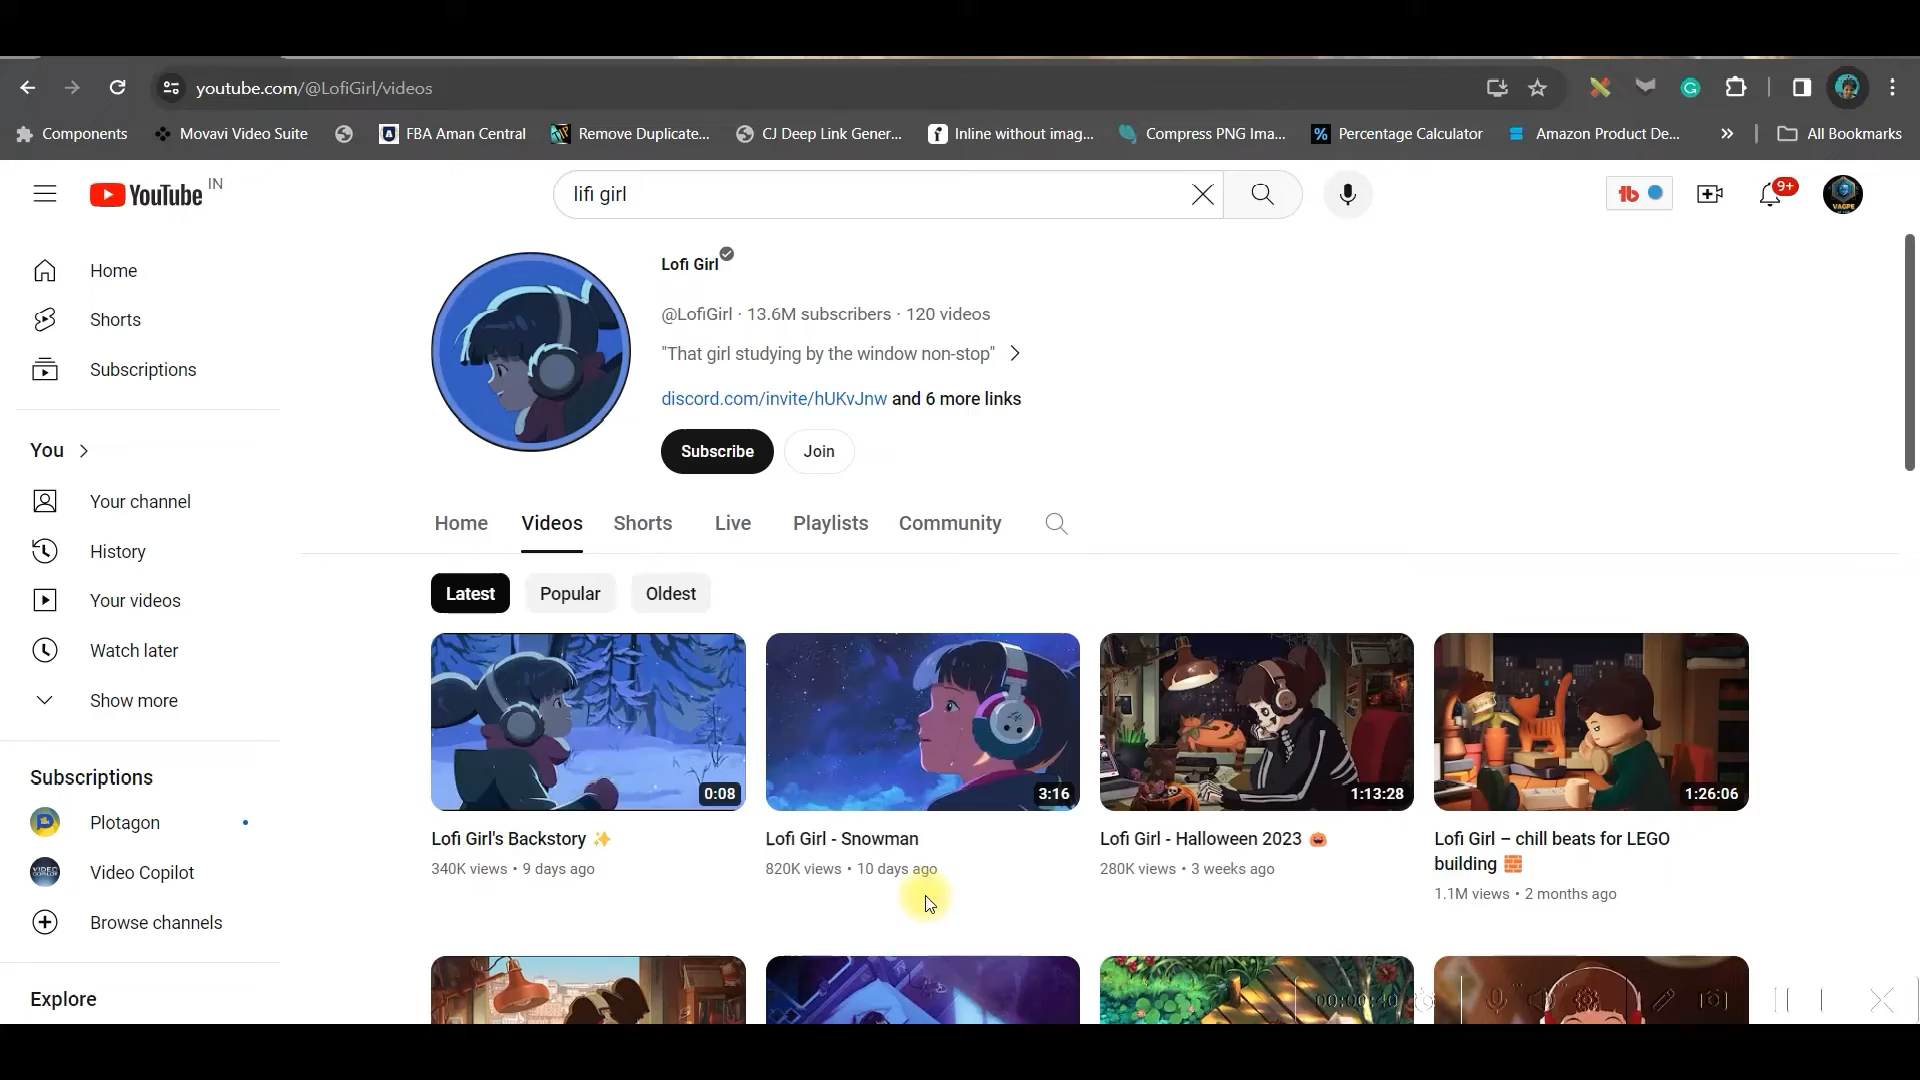 youtube.com/@LofiGirl/videos
Components Movavi Video Suite FBA Aman Central Remove Duplicate... CJ Deep Link Gener... Inline without imag... Compress PNG Ima... Percentage Calculator Amazon Product De... » All Bookmarks
YouTube IN
lifi girl
9+
Home
Shorts
Subscriptions
You
Your channel
History
Your videos
Watch later
Show more
Subscriptions
Plotagon
Video Copilot
Browse channels
Explore
Lofi Girl
@LofiGirl · 13.6M subscribers · 120 videos
"That girl studying by the window non-stop"
discord.com/invite/hUKvJnw and 6 more links
Subscribe Join
Home Videos Shorts Live Playlists Community
Latest Popular Oldest
0:08 3:16 1:13:28 1:26:06
Lofi Girl's Backstory ✨
340K views • 9 days ago
Lofi Girl - Snowman
820K views • 10 days ago
Lofi Girl - Halloween 2023 🎃
280K views • 3 weeks ago
Lofi Girl – chill beats for LEGO
building 🧱
1.1M views • 2 months ago
00:00:40